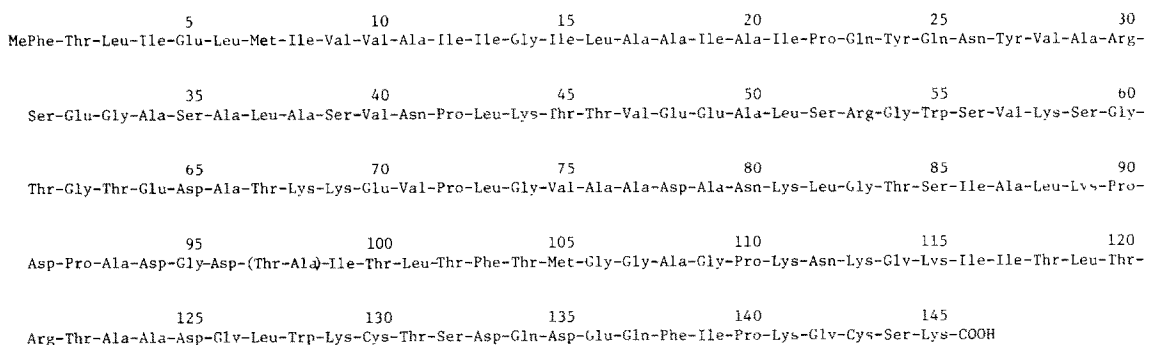 5 10 15 20 25 30
MePhe-Thr-Leu-Ile-Glu-Leu-Met-Ile-Val-Val-Ala-Ile-Ile-Gly-Ile-Leu-Ala-Ala-Ile-Ala-Ile-Pro-Gln-Tyr-Gln-Asn-Tyr-Val-Ala-Arg-
35 40 45 50 55 60
Ser-Glu-Gly-Ala-Ser-Ala-Leu-Ala-Ser-Val-Asn-Pro-Leu-Lys-Thr-Thr-Val-Glu-Glu-Ala-Leu-Ser-Arg-Gly-Trp-Ser-Val-Lys-Ser-Gly-
65 70 75 80 85 90
Thr-Gly-Thr-Glu-Asp-Ala-Thr-Lys-Lys-Glu-Val-Pro-Leu-Gly-Val-Ala-Ala-Asp-Ala-Asn-Lys-Leu-Gly-Thr-Ser-Ile-Ala-Leu-Lys-Pro-
95 100 105 110 115 120
Asp-Pro-Ala-Asp-Gly-Asp-(Thr-Ala)-Ile-Thr-Leu-Thr-Phe-Thr-Met-Gly-Gly-Ala-Gly-Pro-Lys-Asn-Lys-Gly-Lys-Ile-Ile-Thr-Leu-Thr-
125 130 135 140 145
Arg-Thr-Ala-Ala-Asp-Gly-Leu-Trp-Lys-Cys-Thr-Ser-Asp-Gln-Asp-Glu-Gln-Phe-Ile-Pro-Lys-Gly-Cys-Ser-Lys-COOH